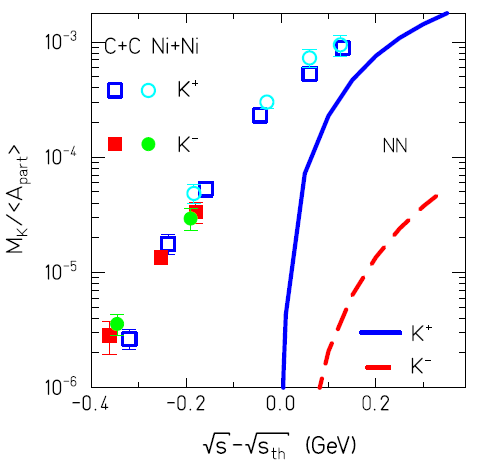 10⁻³
C+C Ni+Ni
K⁺
K⁻
10⁻⁴
NN
M_K/<A_part>
10⁻⁵
K⁺
K⁻
10⁻⁶
-0.4 -0.2 0.0 0.2
√s-√s_th (GeV)